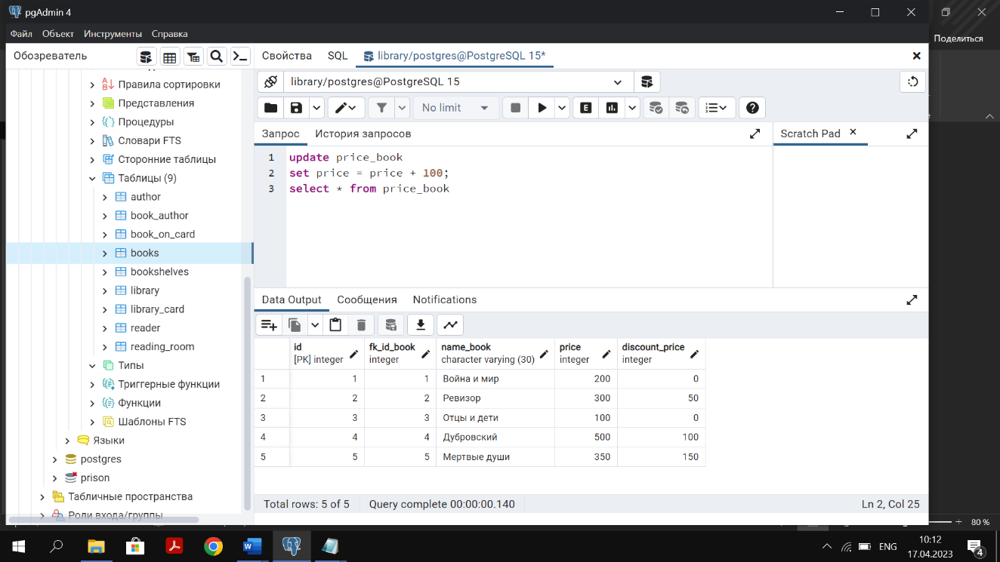 pgAdmin 4
Файл Объект Инструменты Справка
Поделиться
Обозреватель
Свойства SQL library/postgres@PostgreSQL 15*
library/postgres@PostgreSQL 15
No limit
E
Запрос История запросов
Scratch Pad
1 update price_book
2 set price = price + 100;
3 select * from price_book
Правила сортировки
Представления
Процедуры
Словари FTS
Сторонние таблицы
Таблицы (9)
author
book_author
book_on_card
books
bookshelves
library
library_card
reader
reading_room
Типы
Триггерные функции
Функции
Шаблоны FTS
Языки
postgres
prison
Табличные пространства
Роли входа/группы
Data Output Сообщения Notifications
id fk_id_book name_book price discount_price
[PK] integer integer character varying (30) integer integer
1 1 1 Война и мир 200 0
2 2 2 Ревизор 300 50
3 3 3 Отцы и дети 100 0
4 4 4 Дубровский 500 100
5 5 5 Мертвые души 350 150
Total rows: 5 of 5 Query complete 00:00:00.140 Ln 2, Col 25
80 %
ENG
10:12
17.04.2023
4